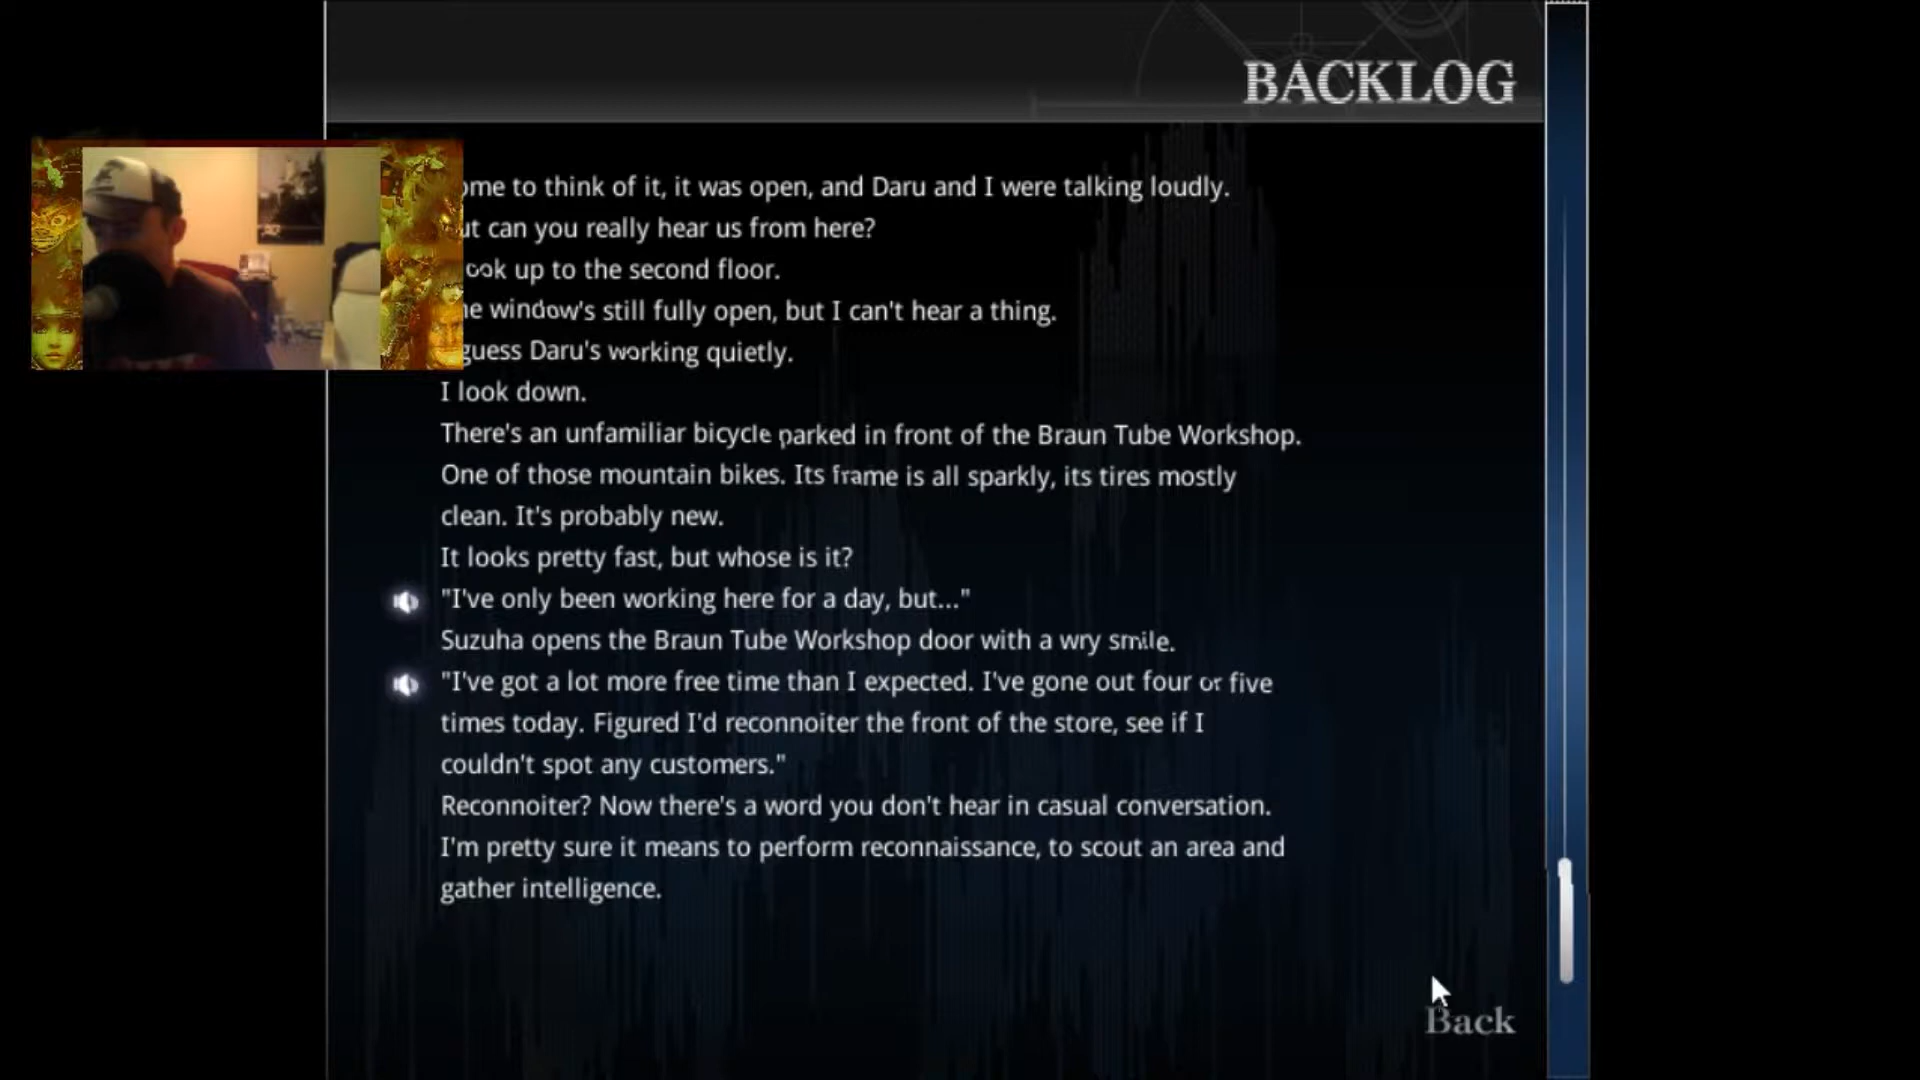 BACKLOG
ome to think of it, it was open, and Daru and I were talking loudly.
ut can you really hear us from here?
ook up to the second floor.
e window's still fully open, but I can't hear a thing.
guess Daru's working quietly.
I look down.
There's an unfamiliar bicycle parked in front of the Braun Tube Workshop.
One of those mountain bikes. Its frame is all sparkly, its tires mostly
clean. It's probably new.
It looks pretty fast, but whose is it?
"I've only been working here for a day, but..."
Suzuha opens the Braun Tube Workshop door with a wry smile.
"I've got a lot more free time than I expected. I've gone out four or five
times today. Figured I'd reconnoiter the front of the store, see if I
couldn't spot any customers."
Reconnoiter? Now there's a word you don't hear in casual conversation.
I'm pretty sure it means to perform reconnaissance, to scout an area and
gather intelligence.
Back